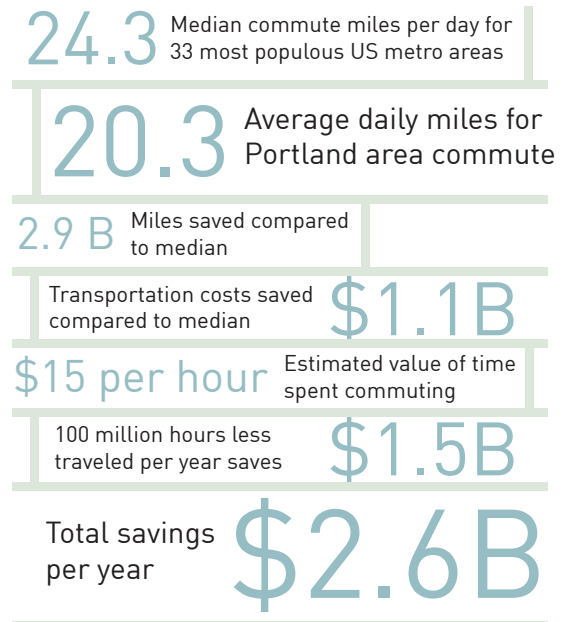 24.3
Median commute miles per day for
33 most populous US metro areas
20.3
Average daily miles for
Portland area commute
2.9 B
Miles saved compared
to median
Transportation costs saved
compared to median
$1.1B
$15 per hour
Estimated value of time
spent commuting
100 million hours less
traveled per year saves
$1.5B
Total savings
per year
$2.6B